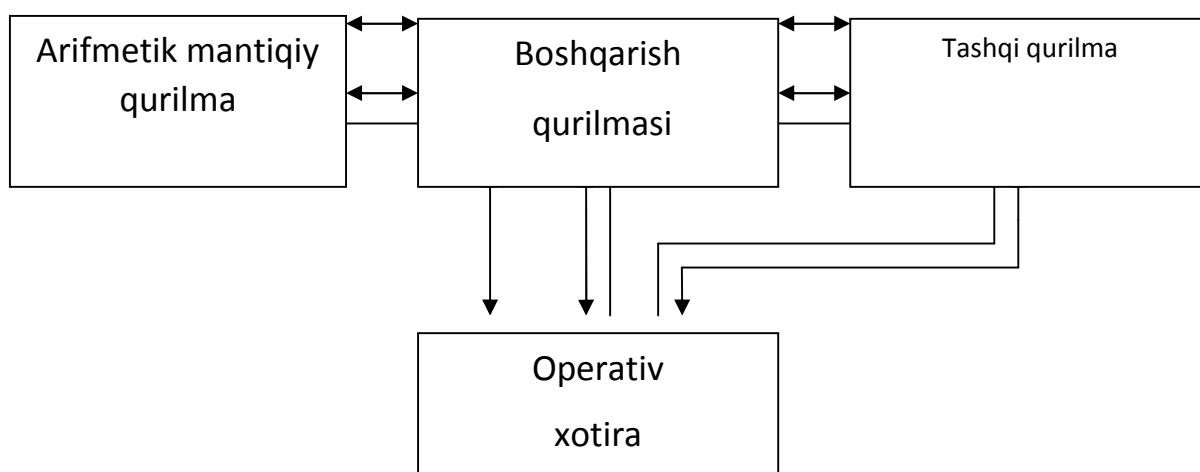 Arifmetik mantiqiy
qurilma
Boshqarish
qurilmasi
Tashqi qurilma
Operativ
xotira